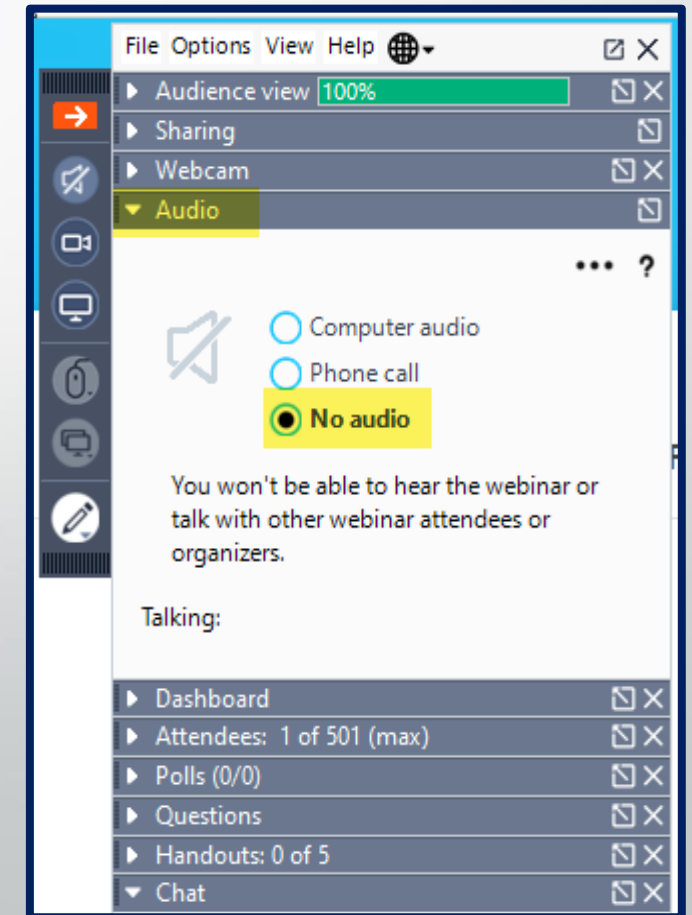 File Options View Help
Audience view 100%
Sharing
Webcam
Audio
... ?
Computer audio
Phone call
No audio
You won't be able to hear the webinar or
talk with other webinar attendees or
organizers.
Talking:
Dashboard
Attendees: 1 of 501 (max)
Polls (0/0)
Questions
Handouts: 0 of 5
Chat